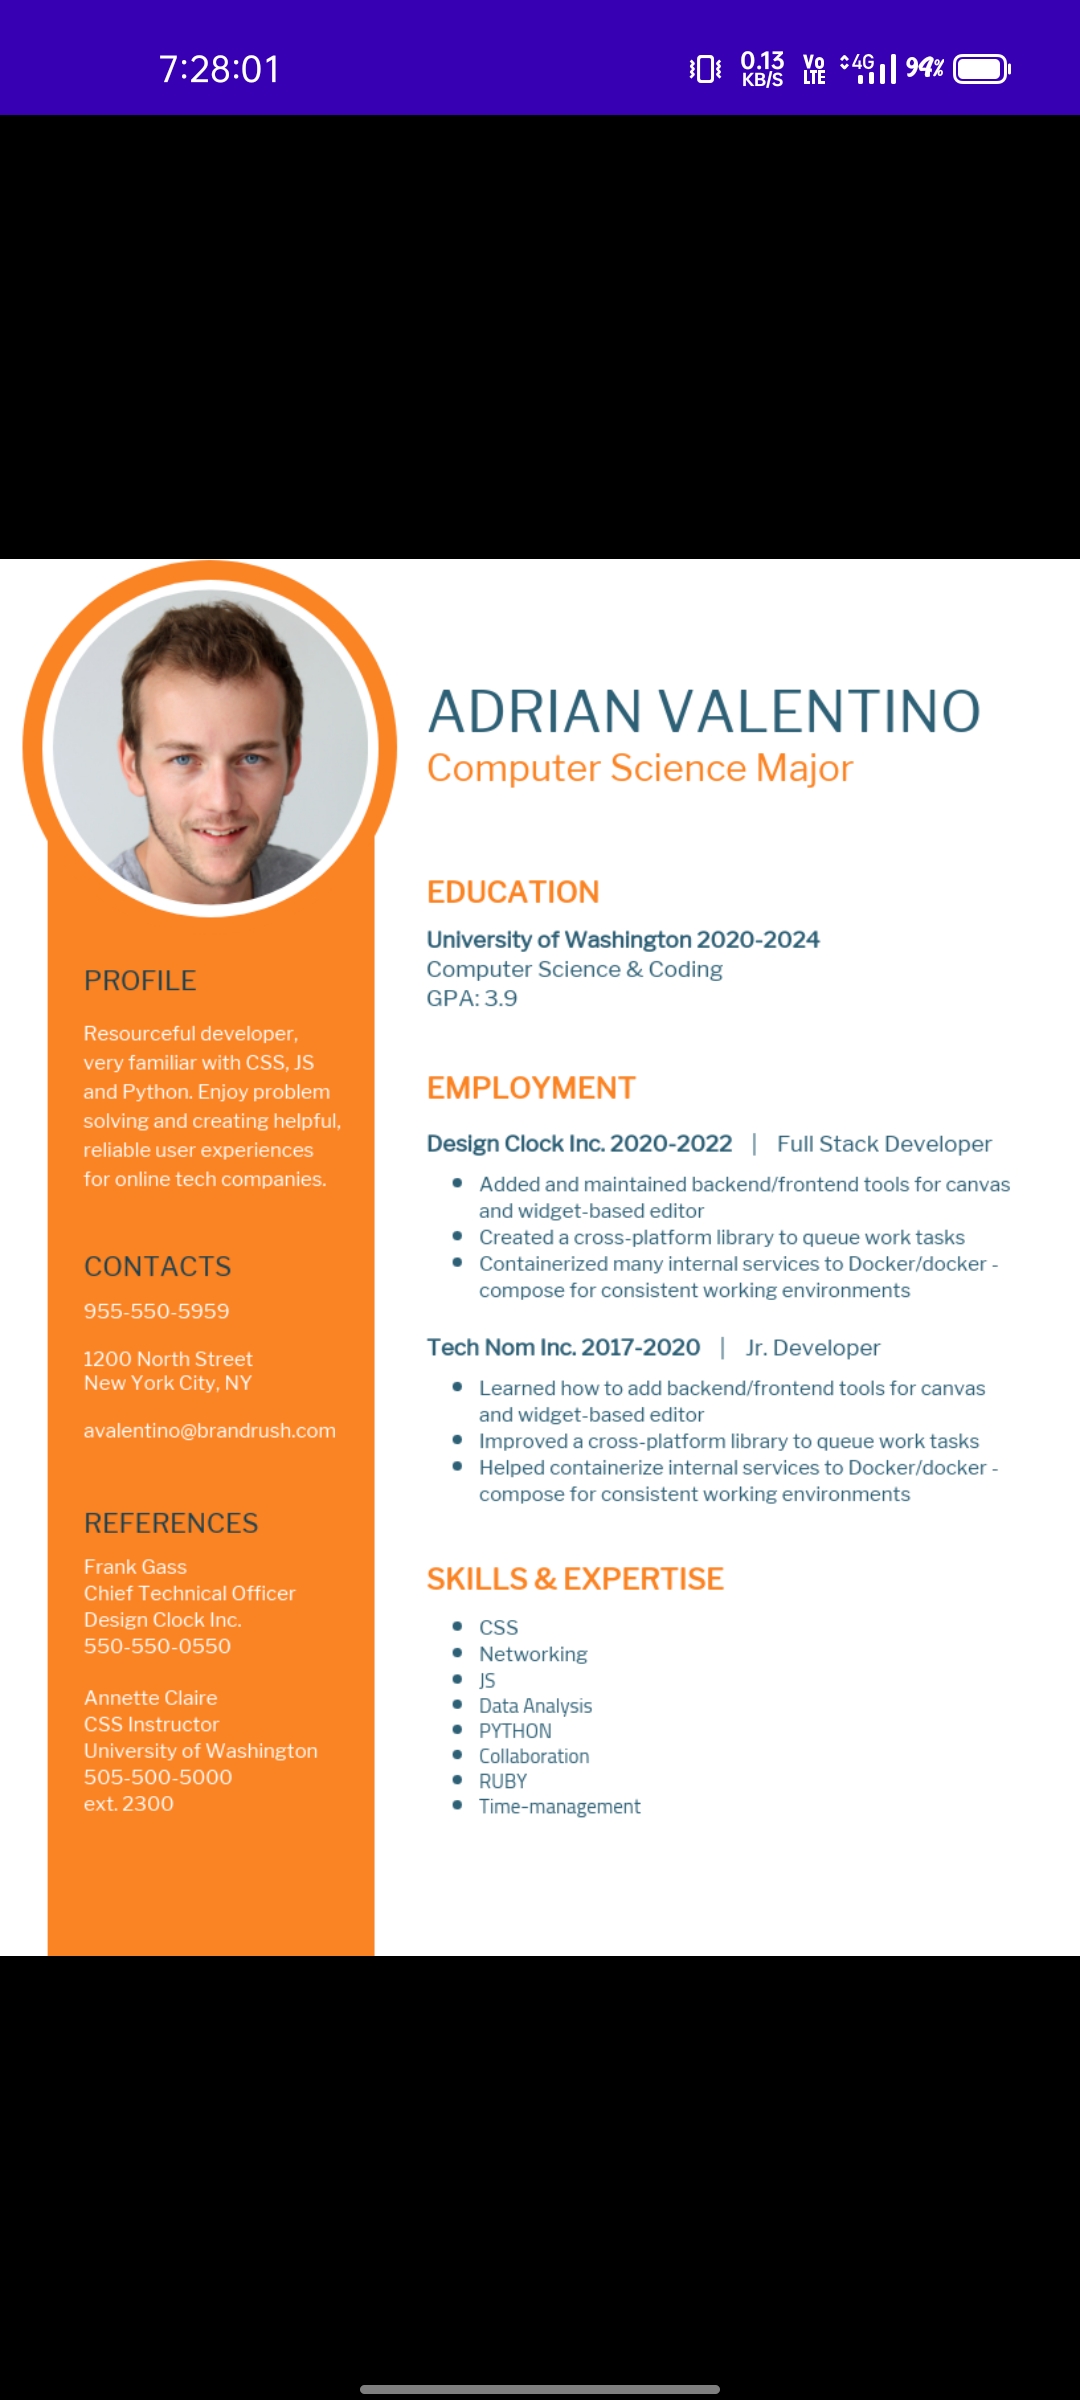 7:28:01
0.13
KB/S
Vo
LTE
4G
94%
ADRIAN VALENTINO
Computer Science Major
PROFILE
Resourceful developer,
very familiar with CSS, JS
and Python. Enjoy problem
solving and creating helpful,
reliable user experiences
for online tech companies.
CONTACTS
955-550-5959
1200 North Street
New York City, NY
avalentino@brandrush.com
REFERENCES
Frank Gass
Chief Technical Officer
Design Clock Inc.
550-550-0550
Annette Claire
CSS Instructor
University of Washington
505-500-5000
ext. 2300
EDUCATION
University of Washington 2020-2024
Computer Science & Coding
GPA: 3.9
EMPLOYMENT
Design Clock Inc. 2020-2022 | Full Stack Developer
• Added and maintained backend/frontend tools for canvas
and widget-based editor
• Created a cross-platform library to queue work tasks
• Containerized many internal services to Docker/docker -
compose for consistent working environments
Tech Nom Inc. 2017-2020 | Jr. Developer
• Learned how to add backend/frontend tools for canvas
and widget-based editor
• Improved a cross-platform library to queue work tasks
• Helped containerize internal services to Docker/docker -
compose for consistent working environments
SKILLS & EXPERTISE
• CSS
• Networking
• JS
• Data Analysis
• PYTHON
• Collaboration
• RUBY
• Time-management